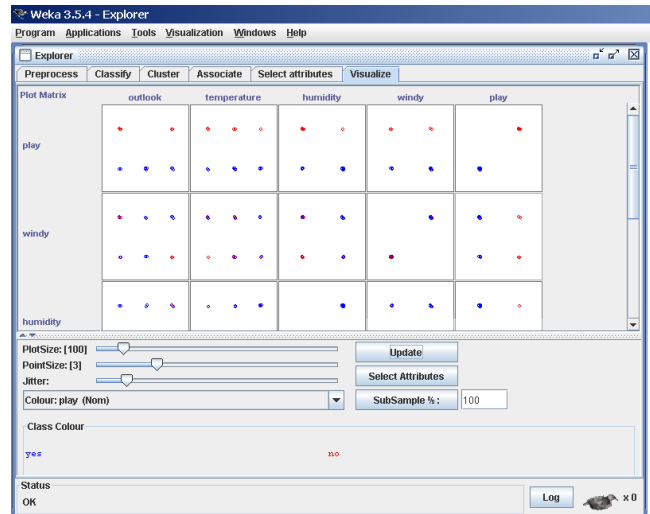 Weka 3.5.4 - Explorer
Program Applications Tools Visualization Windows Help
Explorer
Preprocess Classify Cluster Associate Select attributes Visualize
Plot Matrix outlook temperature humidity windy play
play
windy
humidity
PlotSize: [100]
PointSize: [3]
Jitter:
Update
Select Attributes
Colour: play (Nom)
SubSample % :
100
Class Colour
yes no
Status
OK
Log
x 0